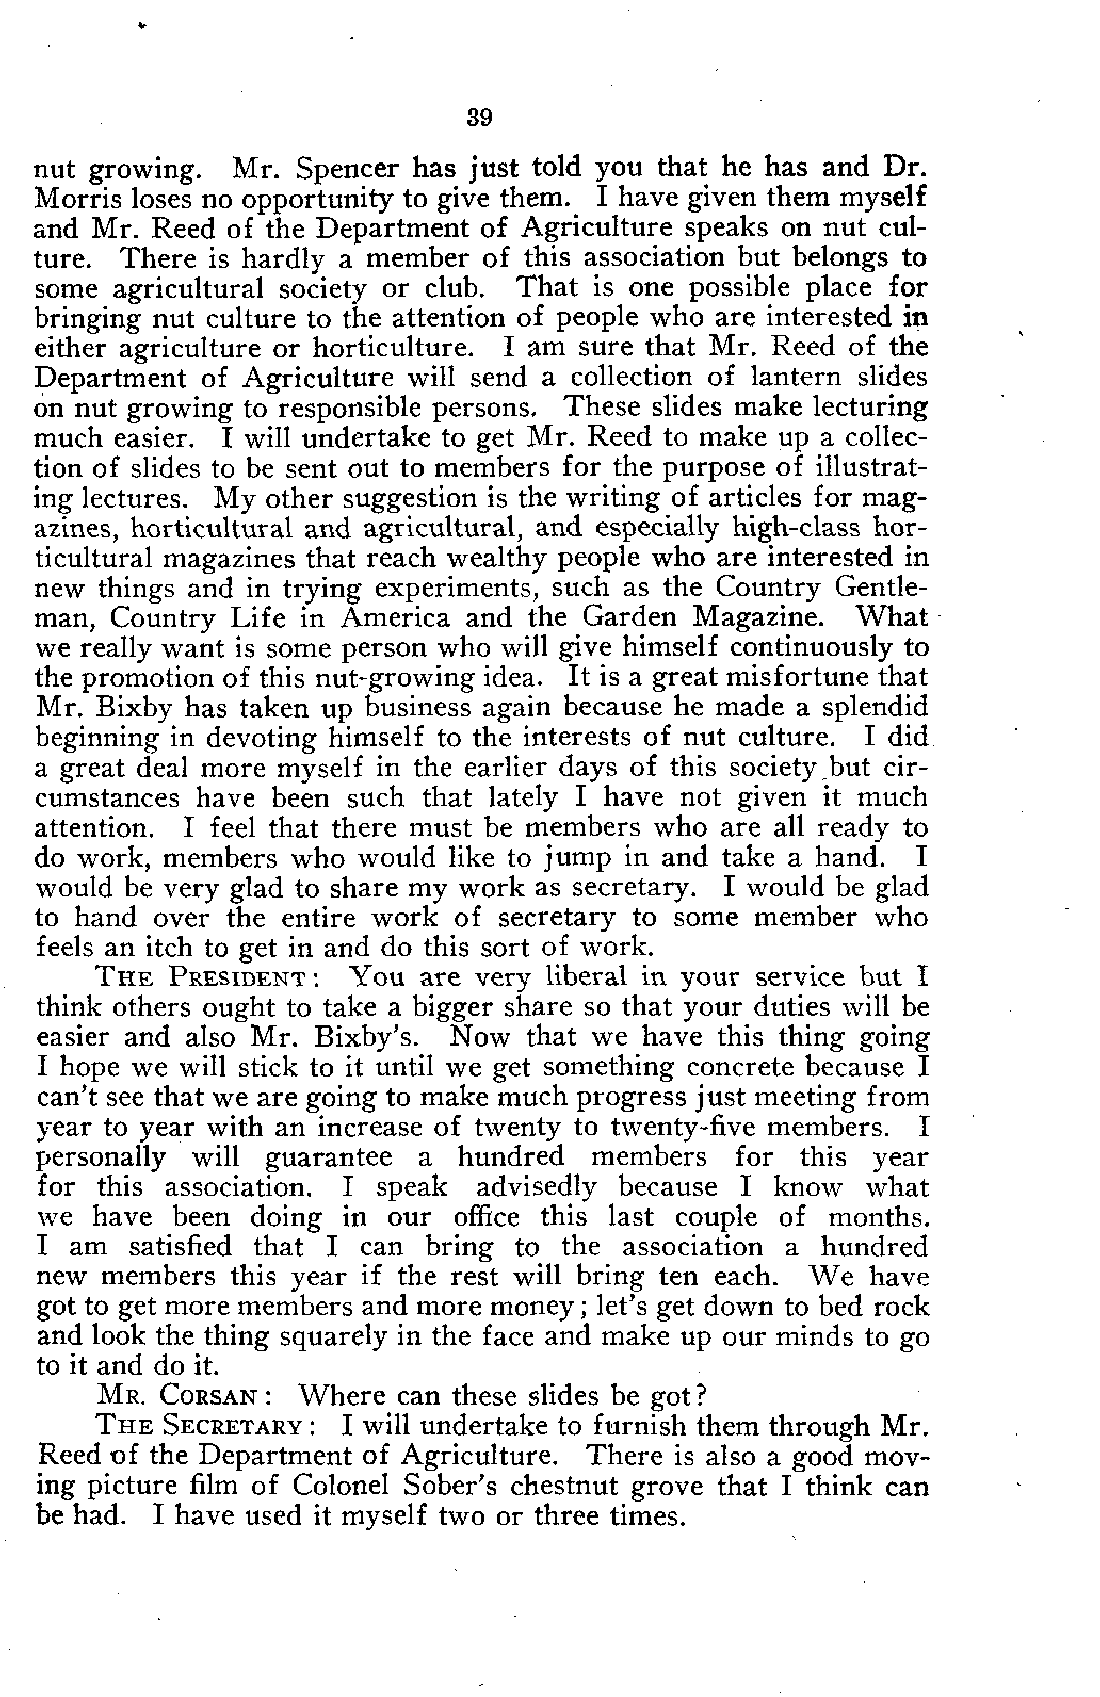 39
nut growing. Mr. Spencer has just told you that he has and Dr.
Morris loses no opportunity to give them. I have given them myself
and Mr. Reed of the Department of Agriculture speaks on nut cul-
ture. There is hardly a member of this association but belongs to
some agricultural society or club. That is one possible place for
bringing nut culture to the attention of people who are interested in
either agriculture or horticulture. I am sure that Mr. Reed of the
Department of Agriculture will send a collection of lantern slides
on nut growing to responsible persons. These slides make lecturing
much easier. I will undertake to get Mr. Reed to make up a collec-
tion of slides to be sent out to members for the purpose of illustrat-
ing lectures. My other suggestion is the writing of articles for mag-
azines, horticultural and agricultural, and especially high-class hor-
ticultural magazines that reach wealthy people who are interested in
new things and in trying experiments, such as the Country Gentle-
man, Country Life in America and the Garden Magazine. What
we really want is some person who will give himself continuously to
the promotion of this nut-growing idea. It is a great misfortune that
Mr. Bixby has taken up business again because he made a splendid
beginning in devoting himself to the interests of nut culture. I did
a great deal more myself in the earlier days of this society but cir-
cumstances have been such that lately I have not given it much
attention. I feel that there must be members who are all ready to
do work, members who would like to jump in and take a hand. I
would be very glad to share my work as secretary. I would be glad
to hand over the entire work of secretary to some member who
feels an itch to get in and do this sort of work.
THE PRESIDENT: You are very liberal in your service but I
think others ought to take a bigger share so that your duties will be
easier and also Mr. Bixby's. Now that we have this thing going
I hope we will stick to it until we get something concrete because I
can't see that we are going to make much progress just meeting from
year to year with an increase of twenty to twenty-five members. I
personally will guarantee a hundred members for this year
for this association. I speak advisedly because I know what
we have been doing in our office this last couple of months.
I am satisfied that I can bring to the association a hundred
new members this year if the rest will bring ten each. We have
got to get more members and more money; let's get down to bed rock
and look the thing squarely in the face and make up our minds to go
to it and do it.
MR. CORSAN: Where can these slides be got?
THE SECRETARY: I will undertake to furnish them through Mr.
Reed of the Department of Agriculture. There is also a good mov-
ing picture film of Colonel Sober's chestnut grove that I think can
be had. I have used it myself two or three times.